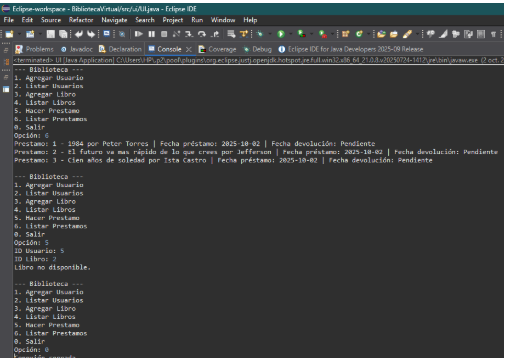 Eclipse-workspace - BibliotecaVirtual/src/ui/UI.java - Eclipse IDE
File Edit Source Refactor Navigate Search Project Run Window Help
Problems Javadoc Declaration Console Coverage Debug Eclipse IDE for Java Developers 2025-09 Release
<terminated> UI [Java Application] C:\Users\HP\.p2\pool\plugins\org.eclipse.justj.openjdk.hotspot.jre.full.win32.x86_64_21.0.8.v20250724-1412\jre\bin\javaw.exe (2 oct. 2
--- Biblioteca ---
1. Agregar Usuario
2. Listar Usuarios
3. Agregar Libro
4. Listar Libros
5. Hacer Prestamo
6. Listar Prestamos
0. Salir
Opción: 6
Prestamo: 1 - 1984 por Peter Torres | Fecha préstamo: 2025-10-02 | Fecha devolución: Pendiente
Prestamo: 2 - El futuro va mas rápido de lo que crees por Jefferson | Fecha préstamo: 2025-10-02 | Fecha devolución: Pendiente
Prestamo: 3 - Cien años de soledad por Ista Castro | Fecha préstamo: 2025-10-02 | Fecha devolución: Pendiente
--- Biblioteca ---
1. Agregar Usuario
2. Listar Usuarios
3. Agregar Libro
4. Listar Libros
5. Hacer Prestamo
6. Listar Prestamos
0. Salir
Opción: 5
ID Usuario: 5
ID Libro: 2
Libro no disponible.
--- Biblioteca ---
1. Agregar Usuario
2. Listar Usuarios
3. Agregar Libro
4. Listar Libros
5. Hacer Prestamo
6. Listar Prestamos
0. Salir
Opción: 0